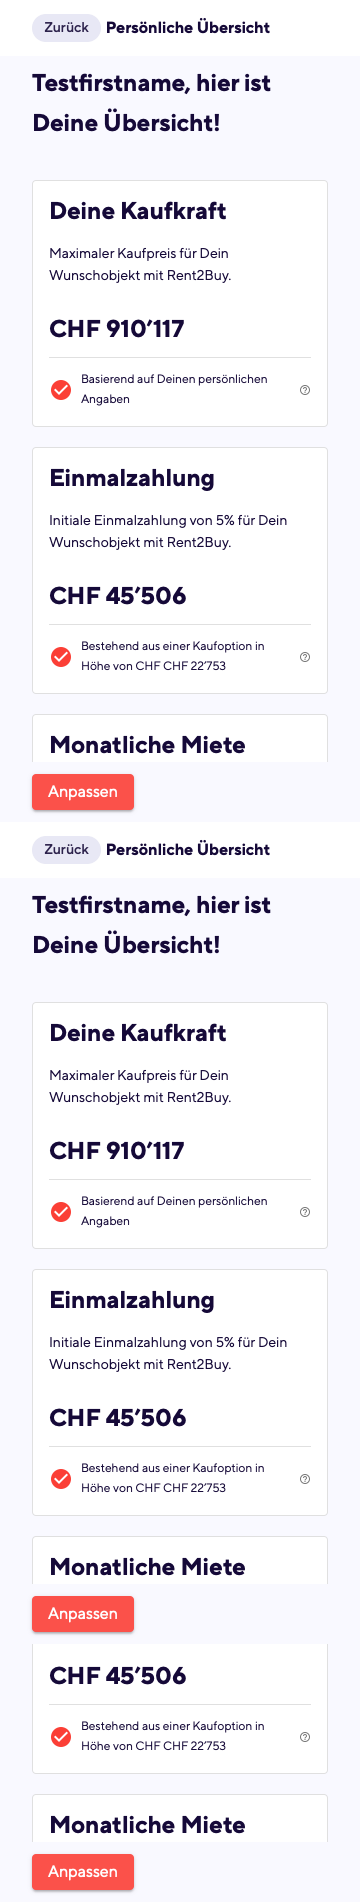 Zurück Persönliche Übersicht
Testfirstname, hier ist
Deine Übersicht!
Deine Kaufkraft
Maximaler Kaufpreis für Dein
Wunschobjekt mit Rent2Buy.
CHF 910’117
Basierend auf Deinen persönlichen
Angaben
Einmalzahlung
Initiale Einmalzahlung von 5% für Dein
Wunschobjekt mit Rent2Buy.
CHF 45’506
Bestehend aus einer Kaufoption in
Höhe von CHF CHF 22’753
Monatliche Miete
Anpassen
Zurück Persönliche Übersicht
Testfirstname, hier ist
Deine Übersicht!
Deine Kaufkraft
Maximaler Kaufpreis für Dein
Wunschobjekt mit Rent2Buy.
CHF 910’117
Basierend auf Deinen persönlichen
Angaben
Einmalzahlung
Initiale Einmalzahlung von 5% für Dein
Wunschobjekt mit Rent2Buy.
CHF 45’506
Bestehend aus einer Kaufoption in
Höhe von CHF CHF 22’753
Monatliche Miete
Anpassen
CHF 45’506
Bestehend aus einer Kaufoption in
Höhe von CHF CHF 22’753
Monatliche Miete
Anpassen